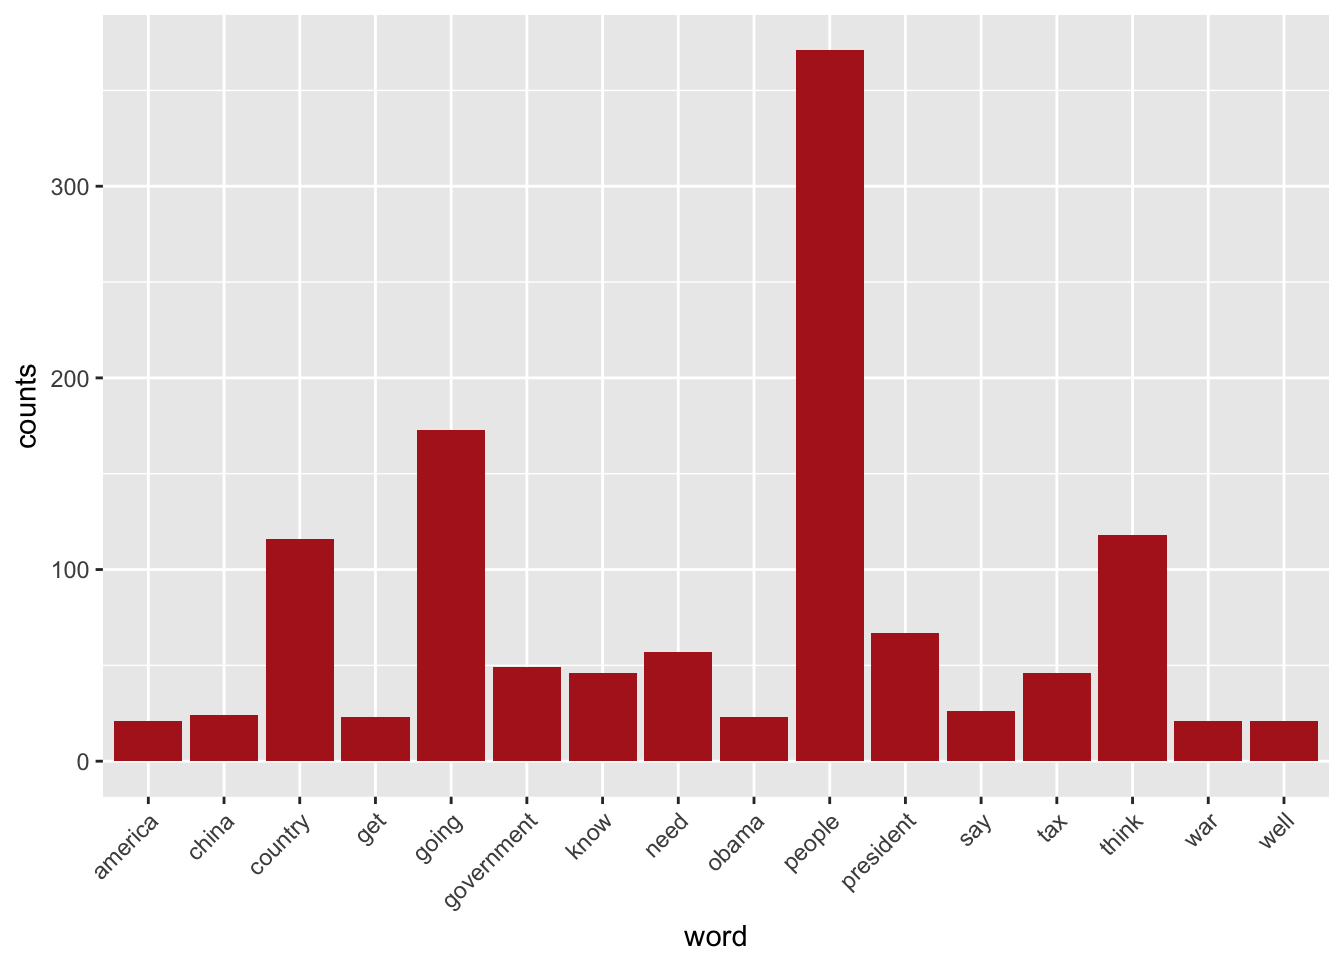 counts
300
200
100
0
america
china
country
get
going
government
know
need
obama
people
president
say
tax
think
war
well
word